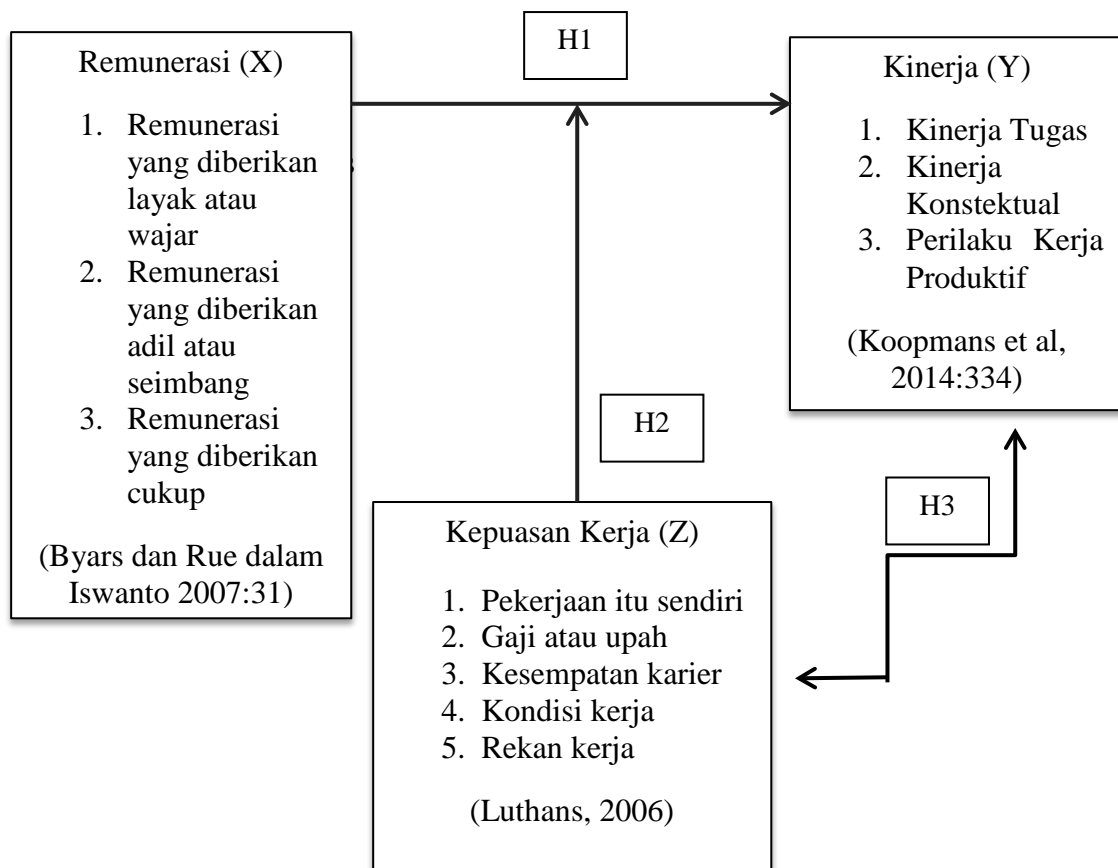 Remunerasi (X)
1. Remunerasi
yang diberikan
layak atau
wajar
2. Remunerasi
yang diberikan
adil atau
seimbang
3. Remunerasi
yang diberikan
cukup
(Byars dan Rue dalam
Iswanto 2007:31)
H1
Kinerja (Y)
1. Kinerja Tugas
2. Kinerja
Konstektual
3. Perilaku Kerja
Produktif
(Koopmans et al,
2014:334)
H2
H3
Kepuasan Kerja (Z)
1. Pekerjaan itu sendiri
2. Gaji atau upah
3. Kesempatan karier
4. Kondisi kerja
5. Rekan kerja
(Luthans, 2006)